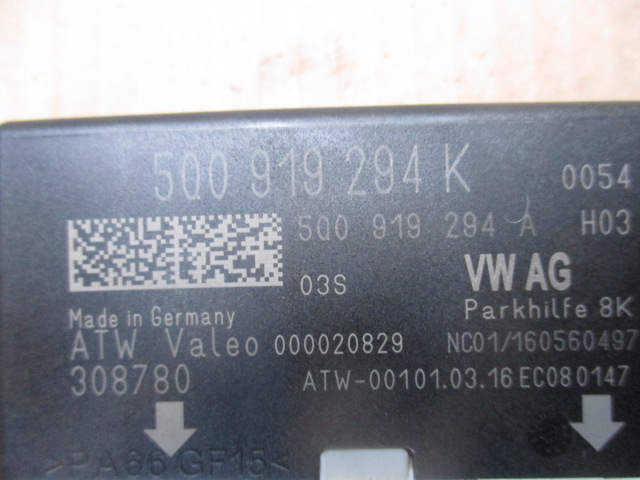 5Q0 919 294 K 0054
5Q0 919 294 A H03
03S VW AG
Parkhilfe 8K
Made in Germany
ATW Valeo 000020829 NC01/160560497
308780 ATW-00101.03.16 EC080147
>PA66 GF15<